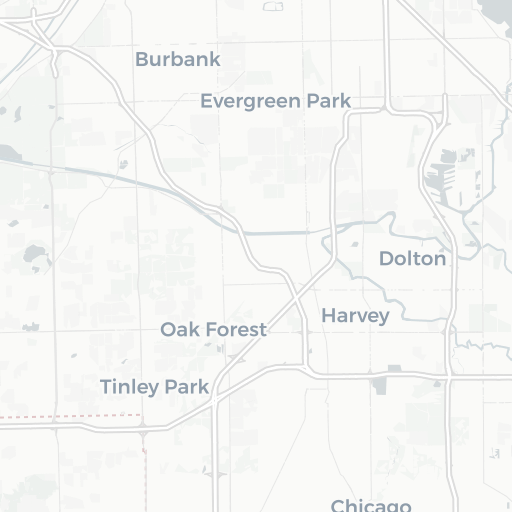 Burbank
Evergreen Park
Dolton
Harvey
Oak Forest
Tinley Park
Chicago